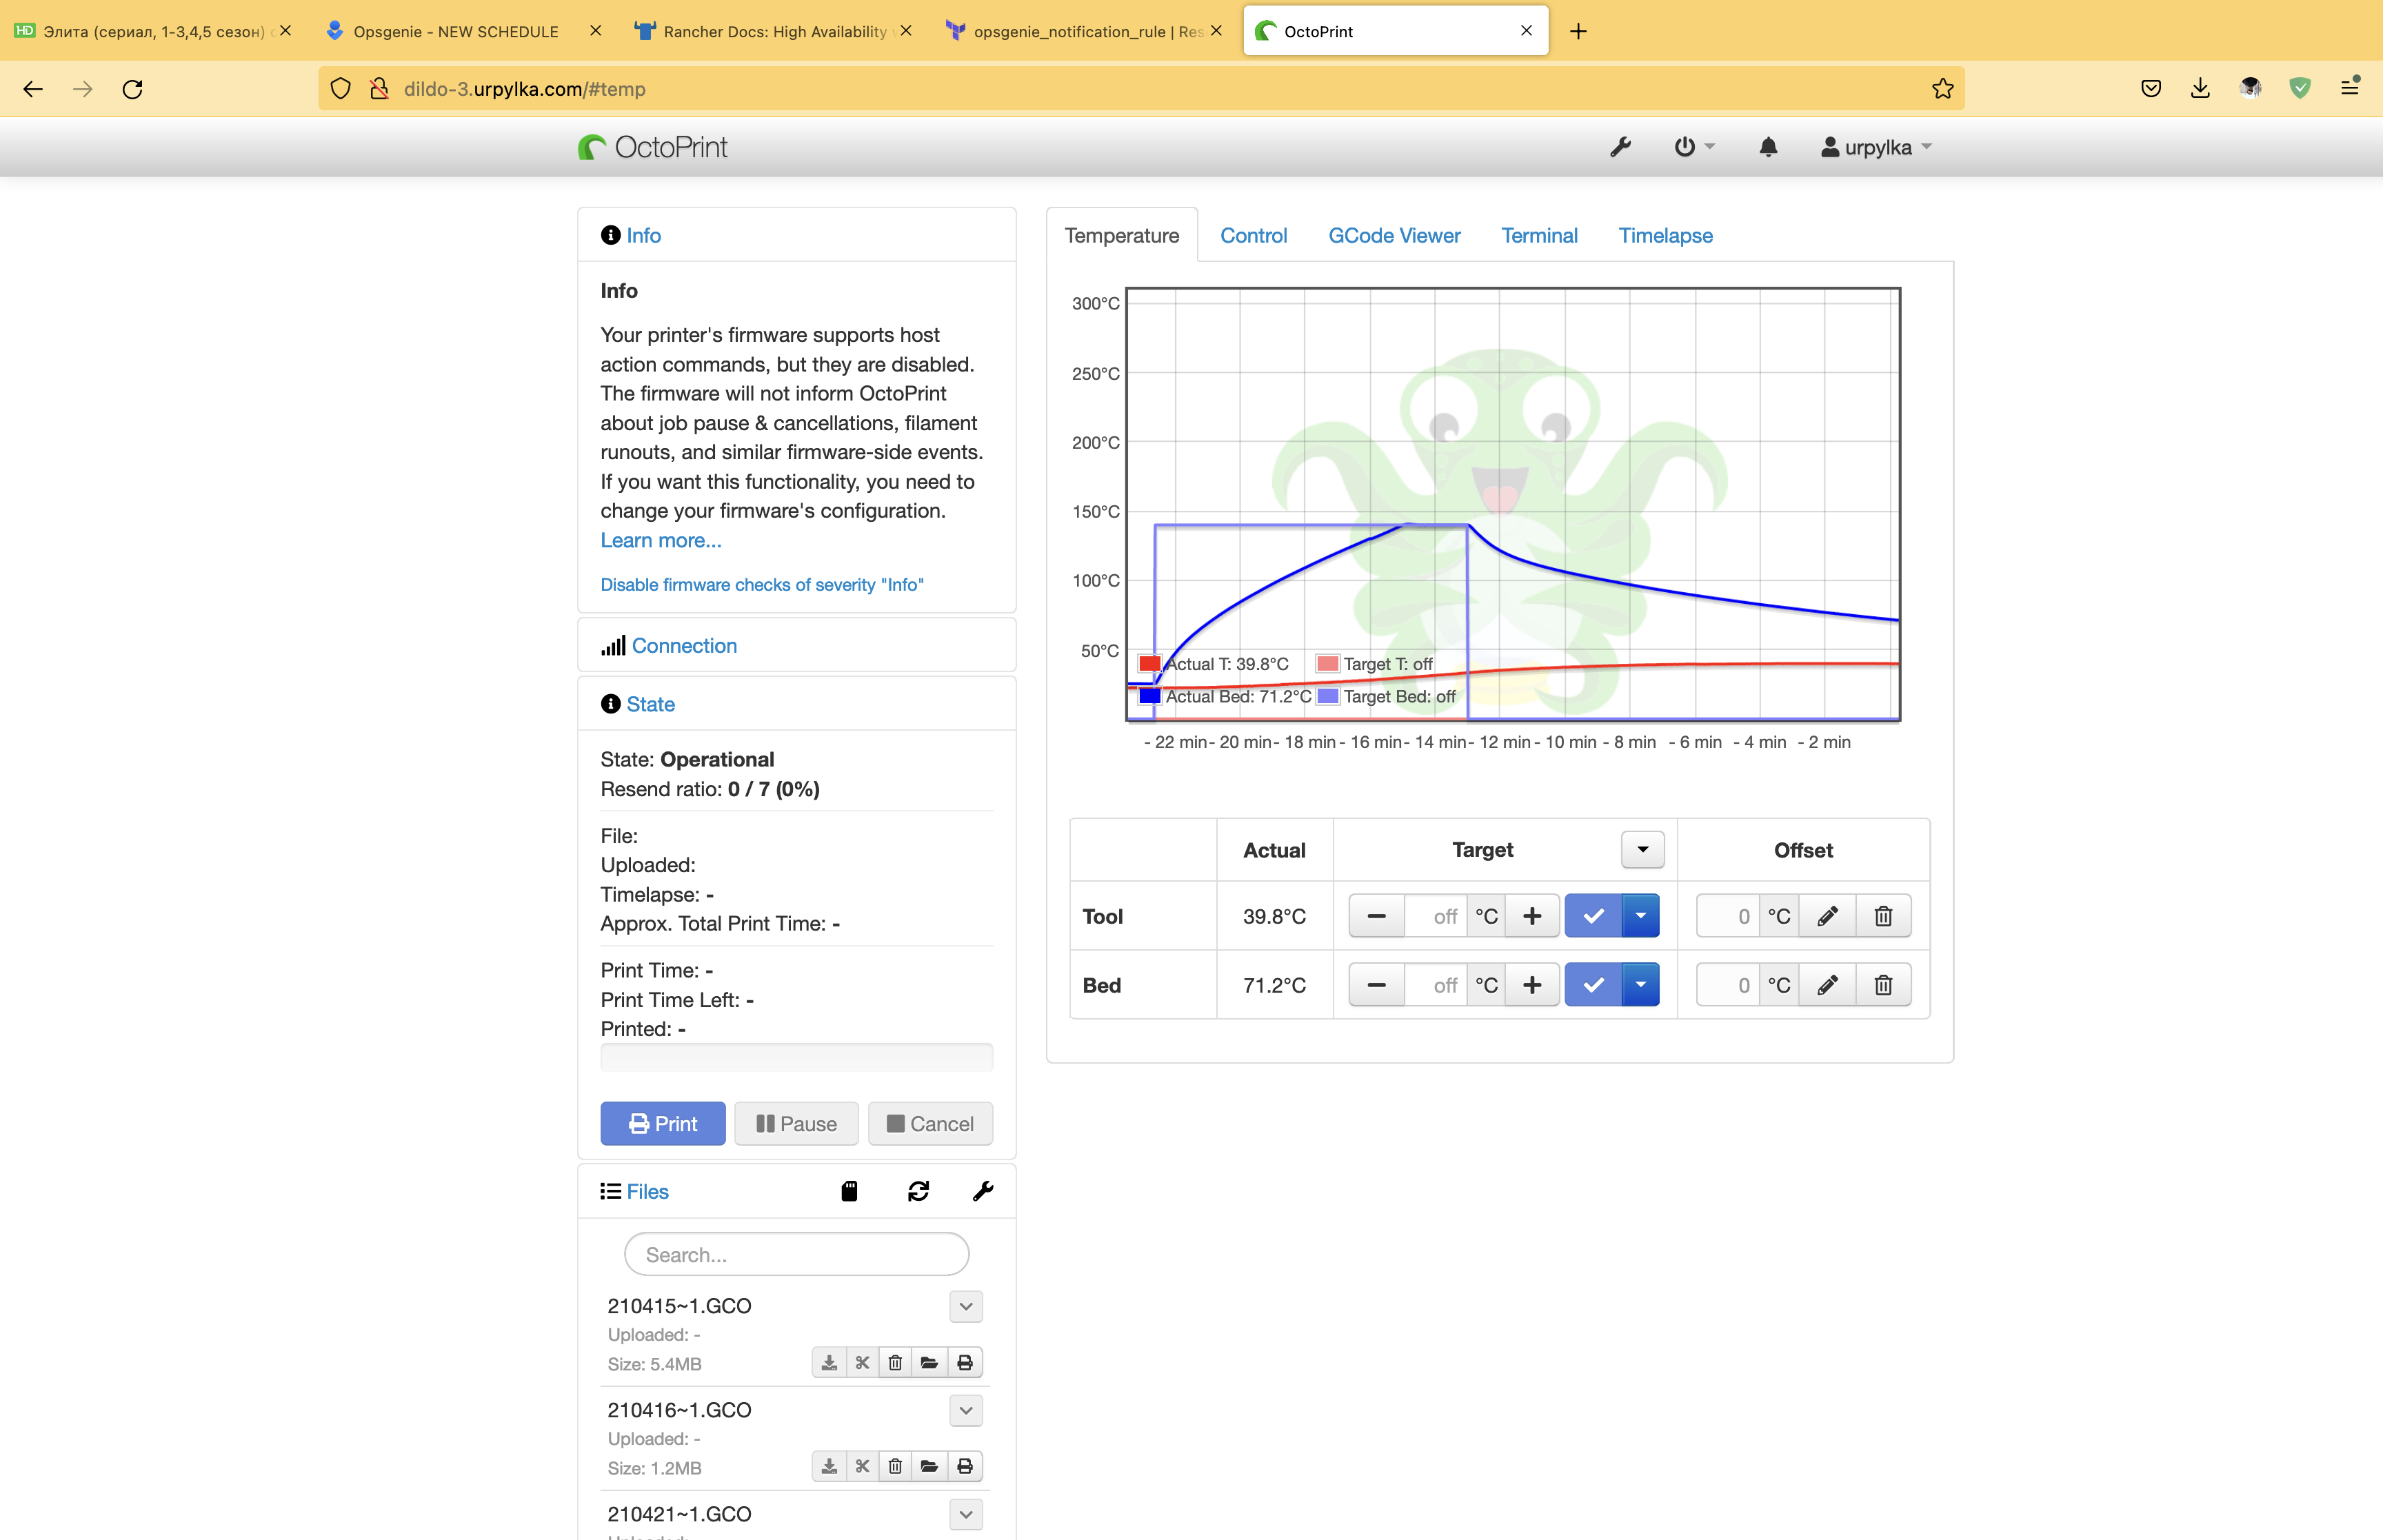 HD Элита (сериал, 1-3,4,5 сезон)
Opsgenie - NEW SCHEDULE
Rancher Docs: High Availability
opsgenie_notification_rule | Res
OctoPrint
dildo-3.urpylka.com/#temp
OctoPrint
urpylka
Info
Info
Your printer's firmware supports host
action commands, but they are disabled.
The firmware will not inform OctoPrint
about job pause & cancellations, filament
runouts, and similar firmware-side events.
If you want this functionality, you need to
change your firmware's configuration.
Learn more...
Disable firmware checks of severity "Info"
Connection
State
State: Operational
Resend ratio: 0 / 7 (0%)
File:
Uploaded:
Timelapse: -
Approx. Total Print Time: -
Print Time: -
Print Time Left: -
Printed: -
Print
Pause
Cancel
Files
Search...
210415~1.GCO
Uploaded: -
Size: 5.4MB
210416~1.GCO
Uploaded: -
Size: 1.2MB
210421~1.GCO
Temperature
Control
GCode Viewer
Terminal
Timelapse
300°C
250°C
200°C
150°C
100°C
50°C
Actual T: 39.8°C
Target T: off
Actual Bed: 71.2°C
Target Bed: off
- 22 min - 20 min - 18 min - 16 min - 14 min - 12 min - 10 min - 8 min - 6 min - 4 min - 2 min
Actual Target Offset
Tool 39.8°C off °C 0 °C
Bed 71.2°C off °C 0 °C